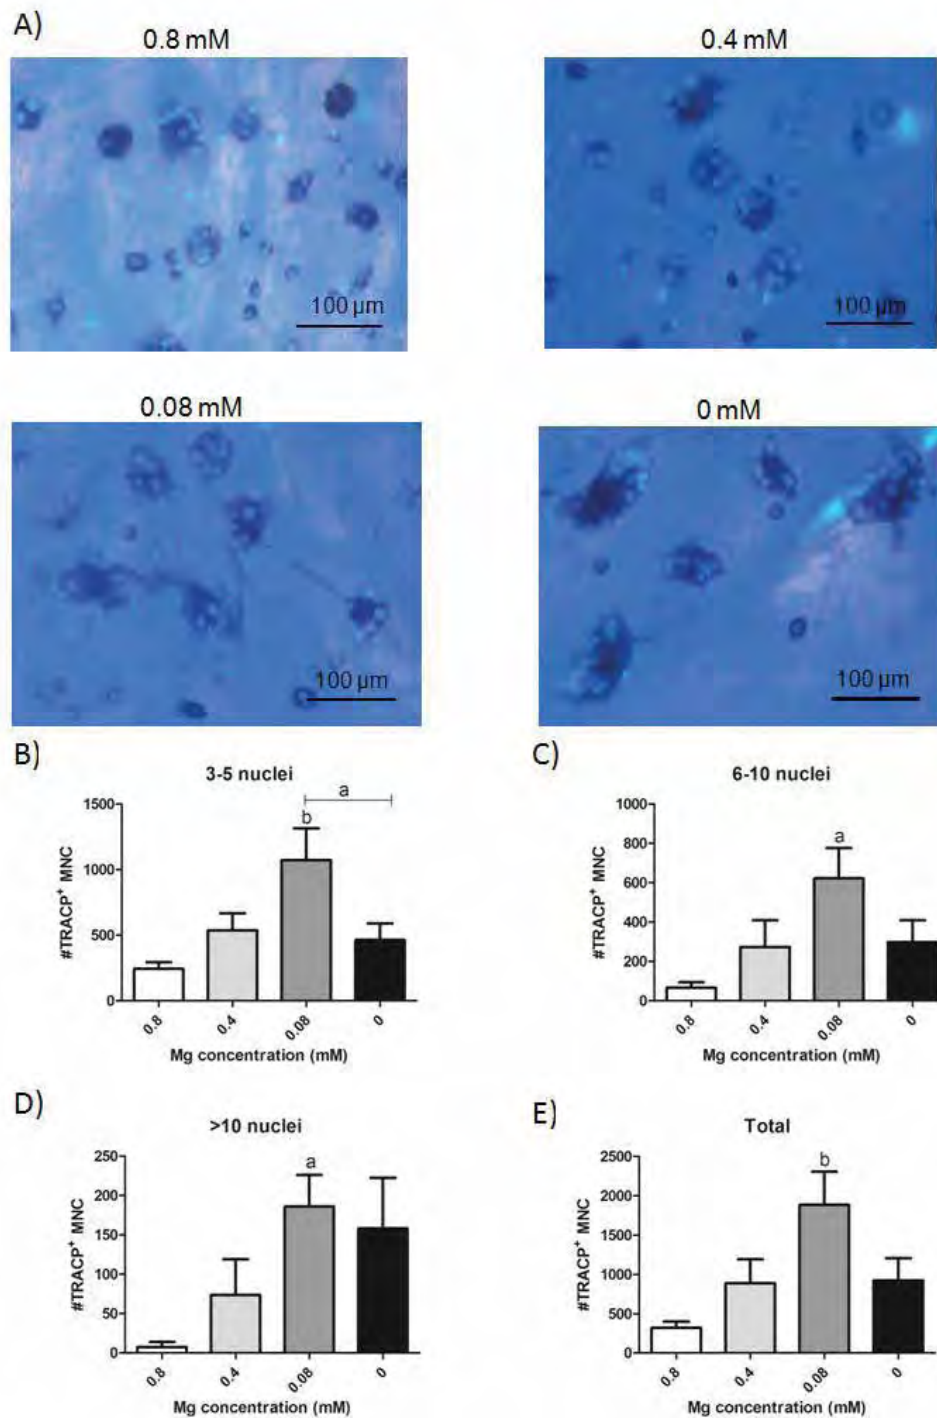 A)
0.8 mM
0.4 mM
100 µm
100 µm
0.08 mM
0 mM
100 µm
100 µm
B)
3-5 nuclei
a
b
1500
1000
500
0
#TRACP⁺ MNC
0.8
0.4
0.08
0
Mg concentration (mM)
C)
6-10 nuclei
a
1000
800
600
400
200
0
#TRACP⁺ MNC
0.8
0.4
0.08
0
Mg concentration (mM)
D)
>10 nuclei
a
250
200
150
100
50
0
#TRACP⁺ MNC
0.8
0.4
0.08
0
Mg concentration (mM)
E)
Total
b
2500
2000
1500
1000
500
0
#TRACP⁺ MNC
0.8
0.4
0.08
0
Mg concentration (mM)